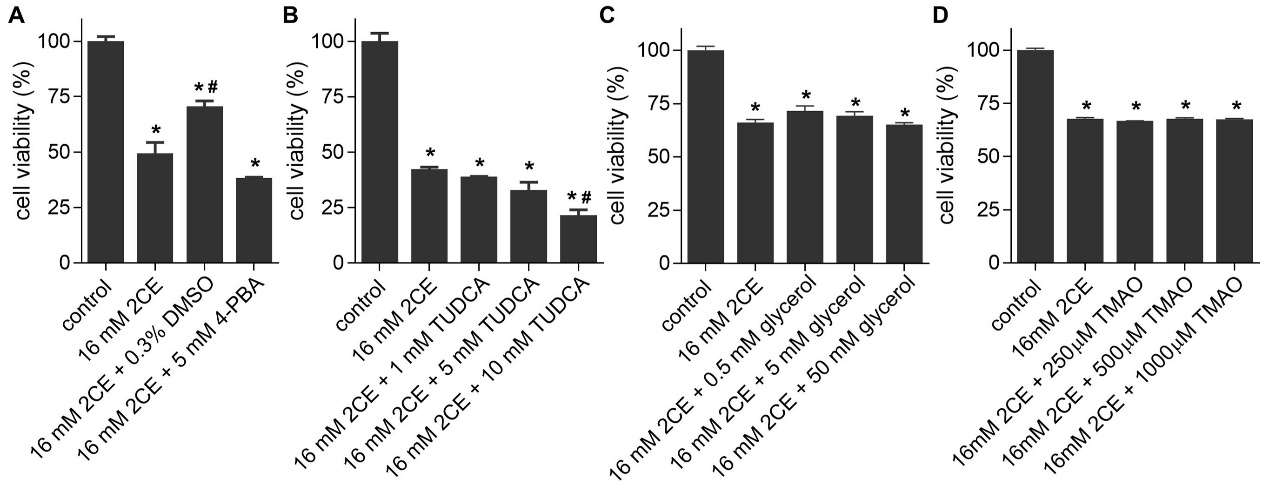 A
cell viability (%)
100
75
50
25
0
*
* #
*
control
16 mM 2CE
16 mM 2CE + 0.3% DMSO
16 mM 2CE + 5 mM 4-PBA
B
cell viability (%)
100
75
50
25
0
*
*
*
* #
control
16 mM 2CE
16 mM 2CE + 1 mM TUDCA
16 mM 2CE + 5 mM TUDCA
16 mM 2CE + 10 mM TUDCA
C
cell viability (%)
100
75
50
25
0
*
*
*
*
control
16 mM 2CE
16 mM 2CE + 0.5 mM glycerol
16 mM 2CE + 5 mM glycerol
16 mM 2CE + 50 mM glycerol
D
cell viability (%)
100
75
50
25
0
*
*
*
*
control
16mM 2CE
16mM 2CE + 250μM TMAO
16mM 2CE + 500μM TMAO
16mM 2CE + 1000μM TMAO